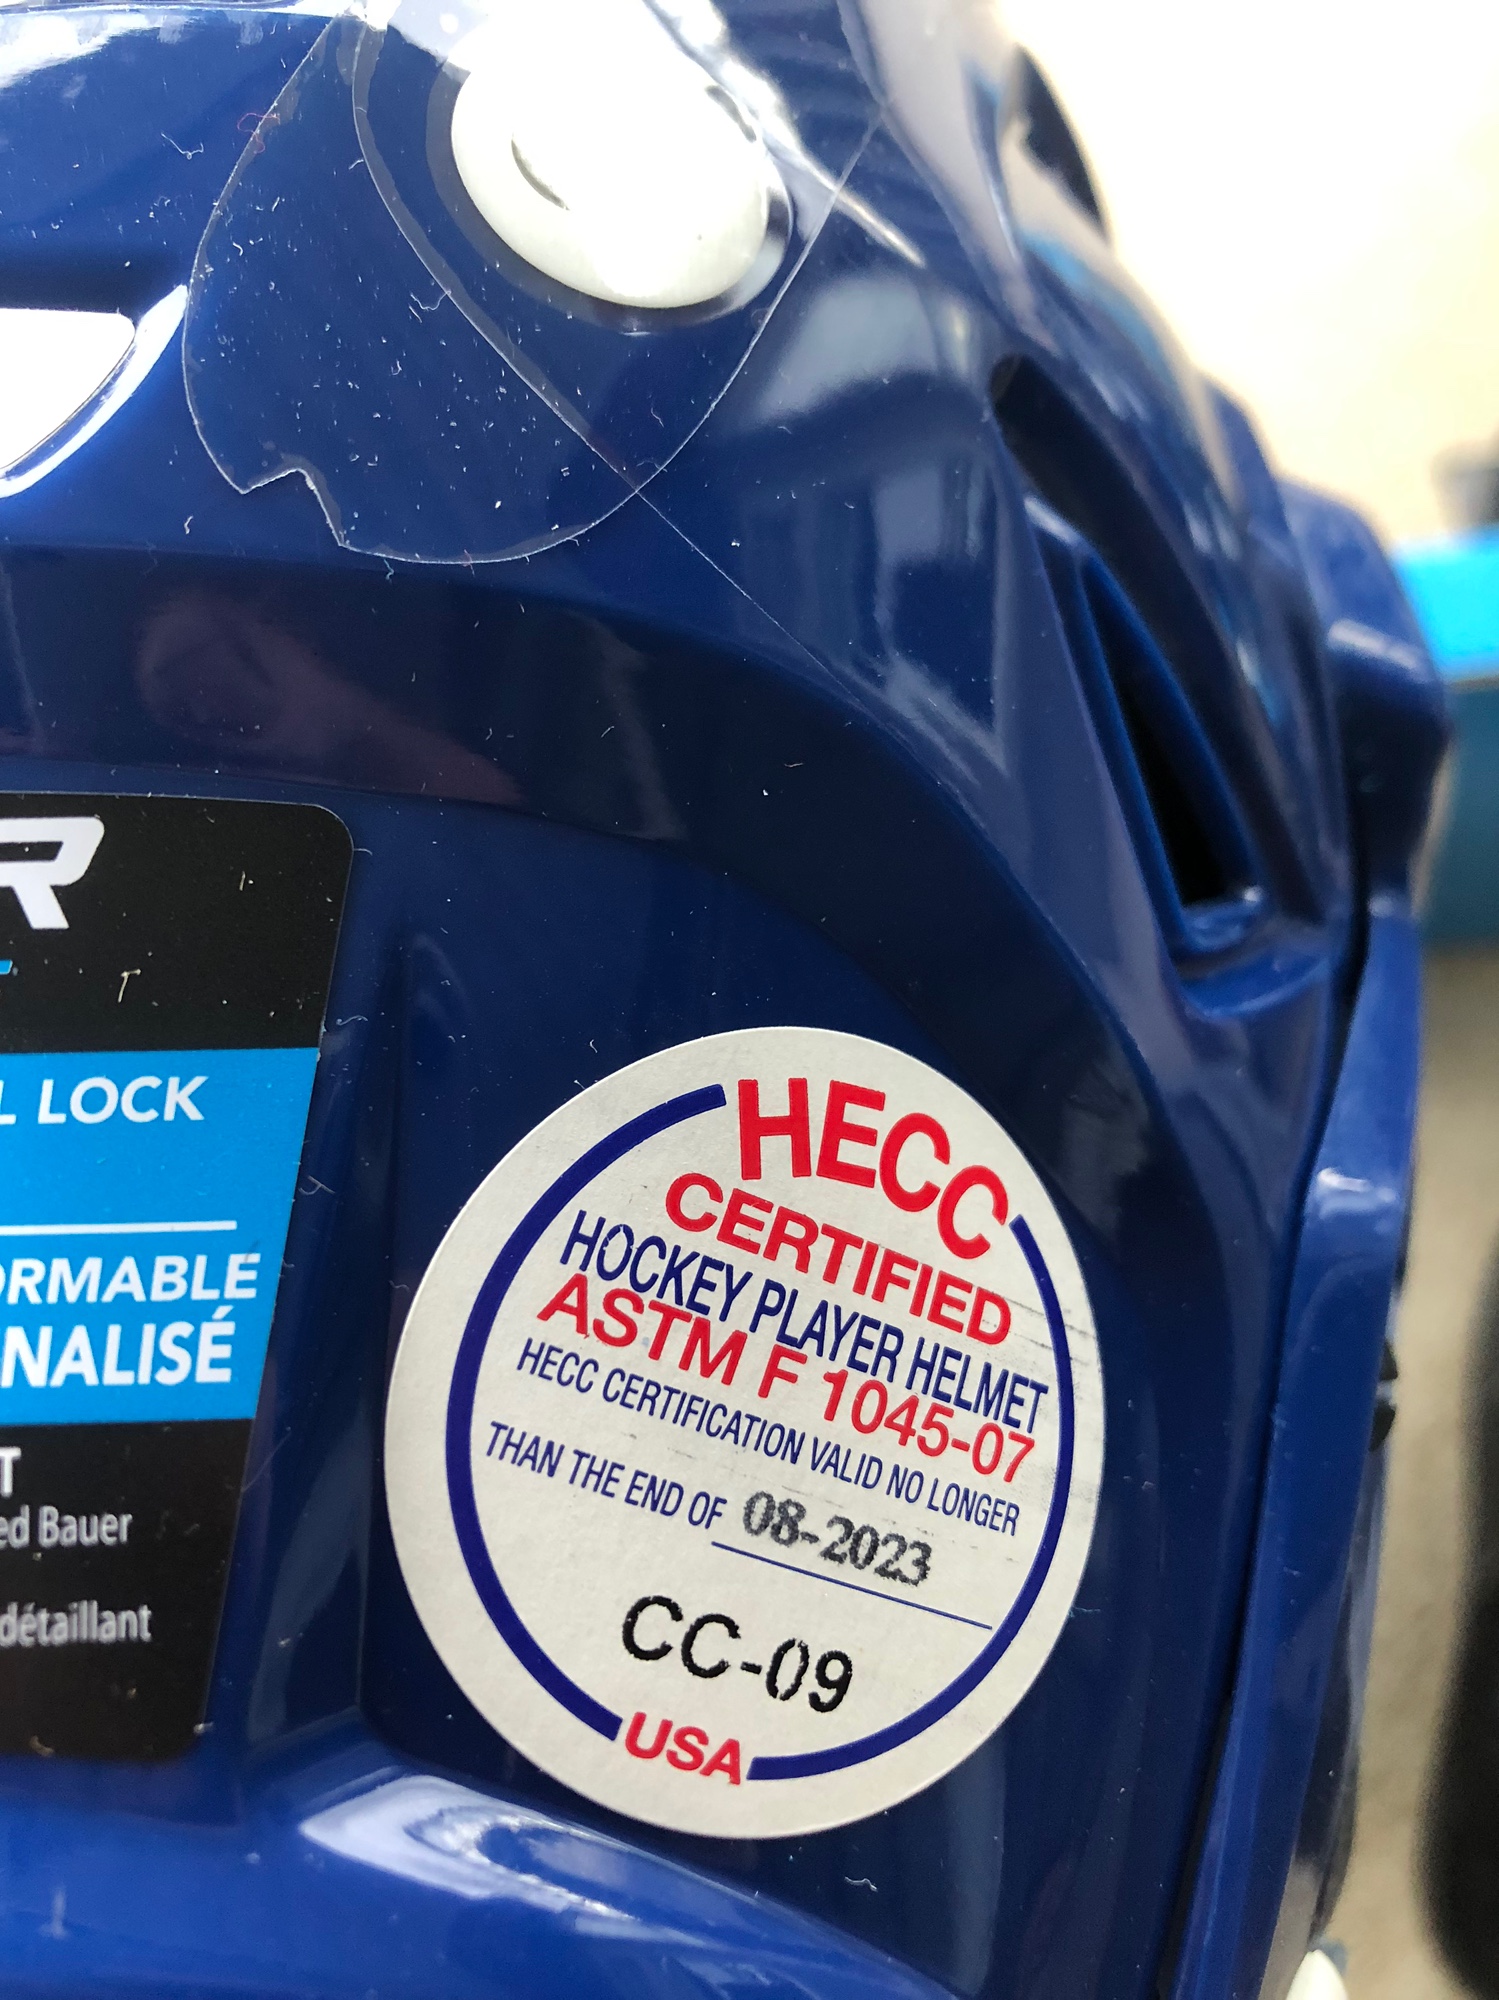 L LOCK
ORMABLE
NALISÉ
T
ed Bauer
détaillant
HECC
CERTIFIED
HOCKEY PLAYER HELMET
ASTM F 1045-07
HECC CERTIFICATION VALID NO LONGER
THAN THE END OF 08-2023
CC-09
USA